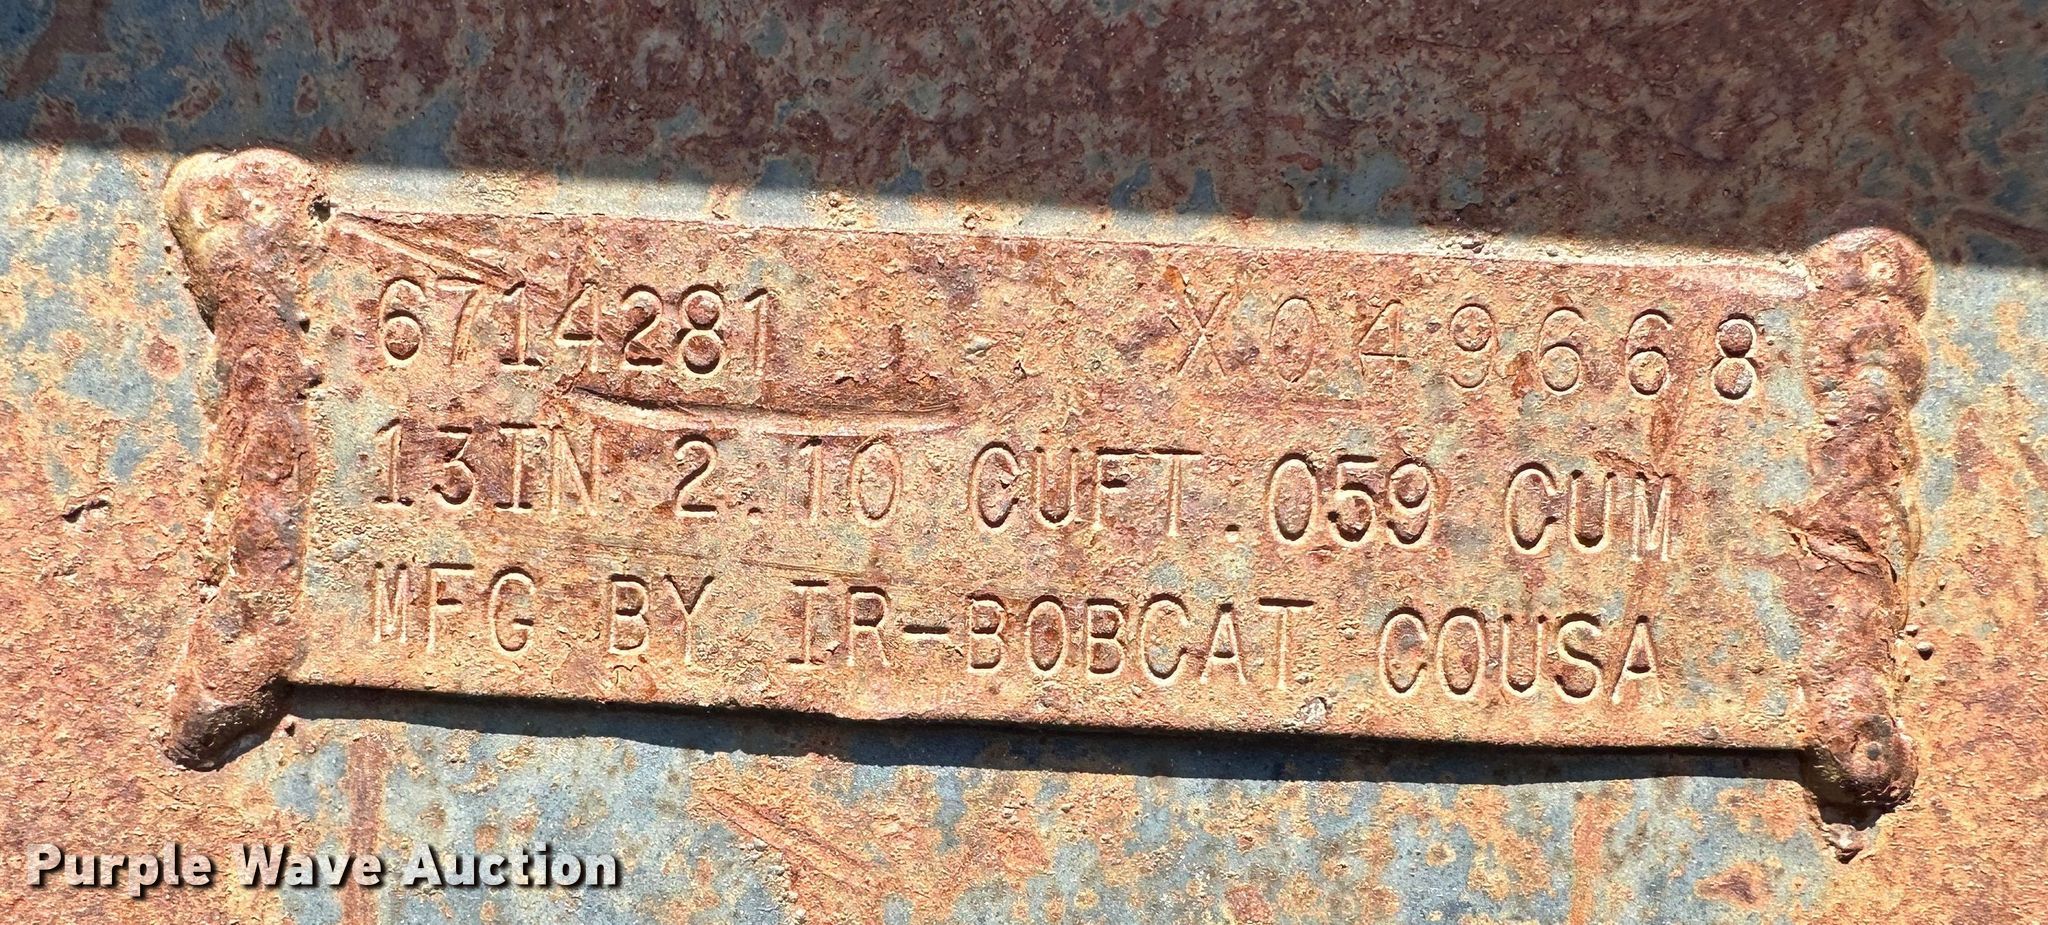 6714281 X049668
13IN 2.10 CUFT.059 CUM
MFG BY IR-BOBCAT COUSA
Purple Wave Auction